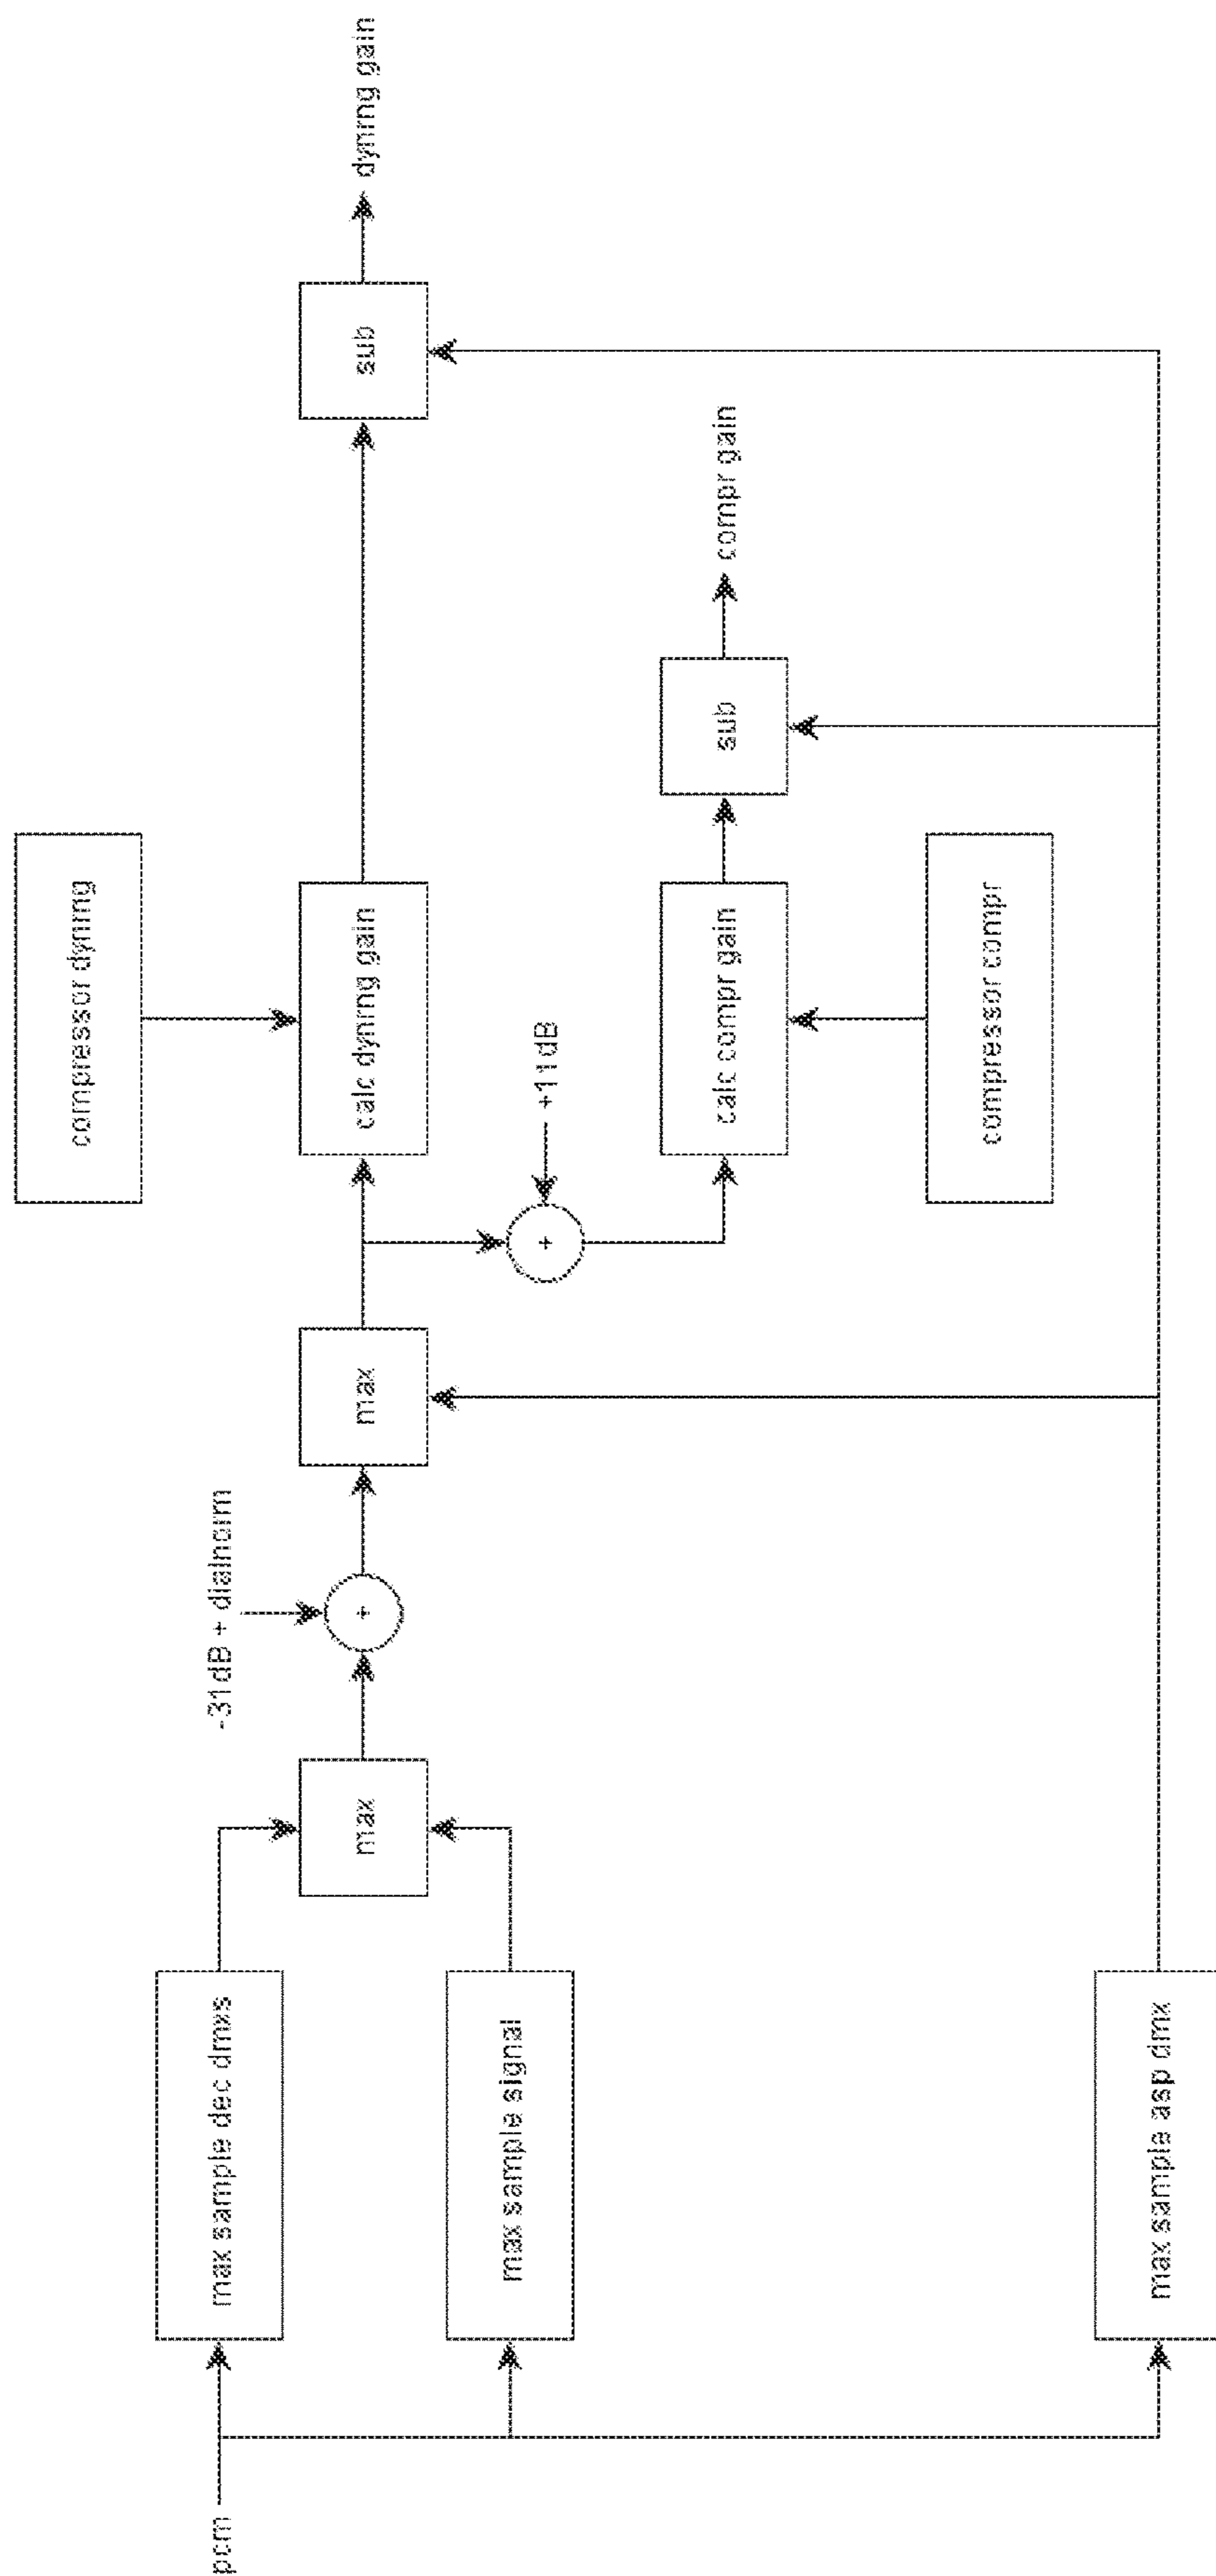 pcm
max sample dec dmxs
max sample signal
max sample asp dmx
max
-31dB + dialnorm
+
max
+
+11dB
compressor dynrng
calc dynrng gain
calc compr gain
compressor compr
sub
compr gain
sub
dynrng gain